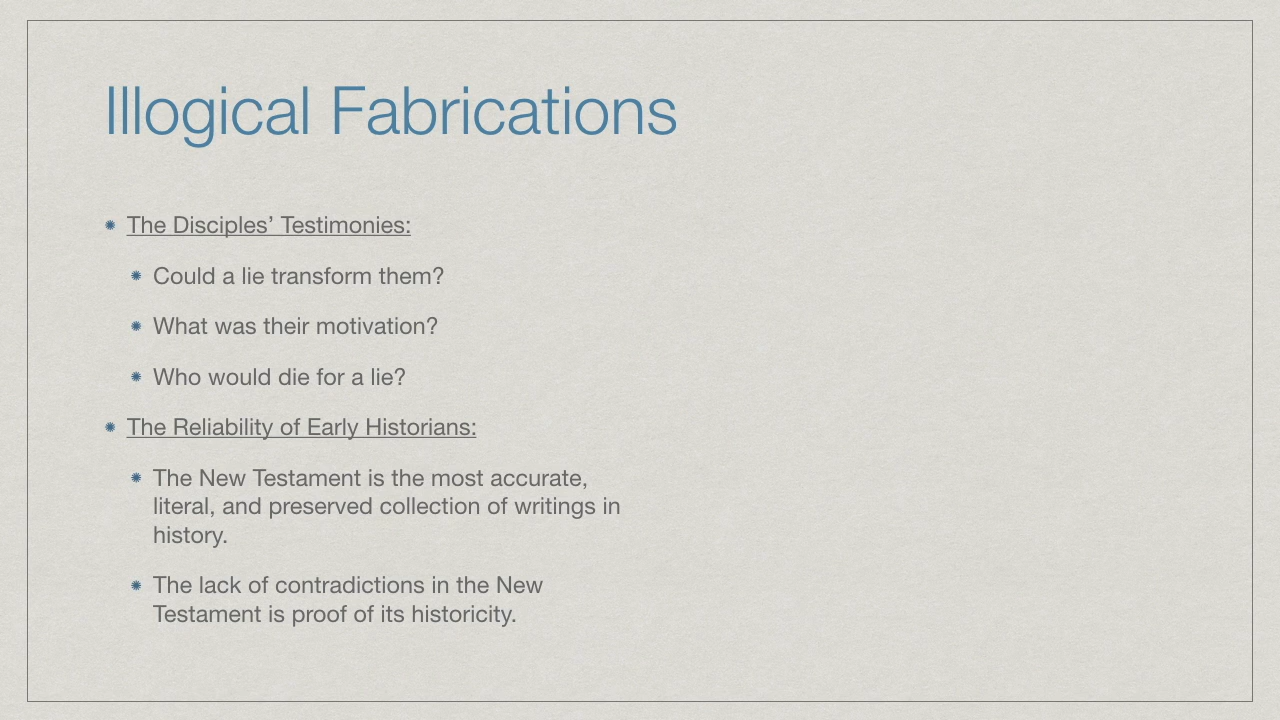 Illogical Fabrications
The Disciples’ Testimonies:
Could a lie transform them?
What was their motivation?
Who would die for a lie?
The Reliability of Early Historians:
The New Testament is the most accurate,
literal, and preserved collection of writings in
history.
The lack of contradictions in the New
Testament is proof of its historicity.